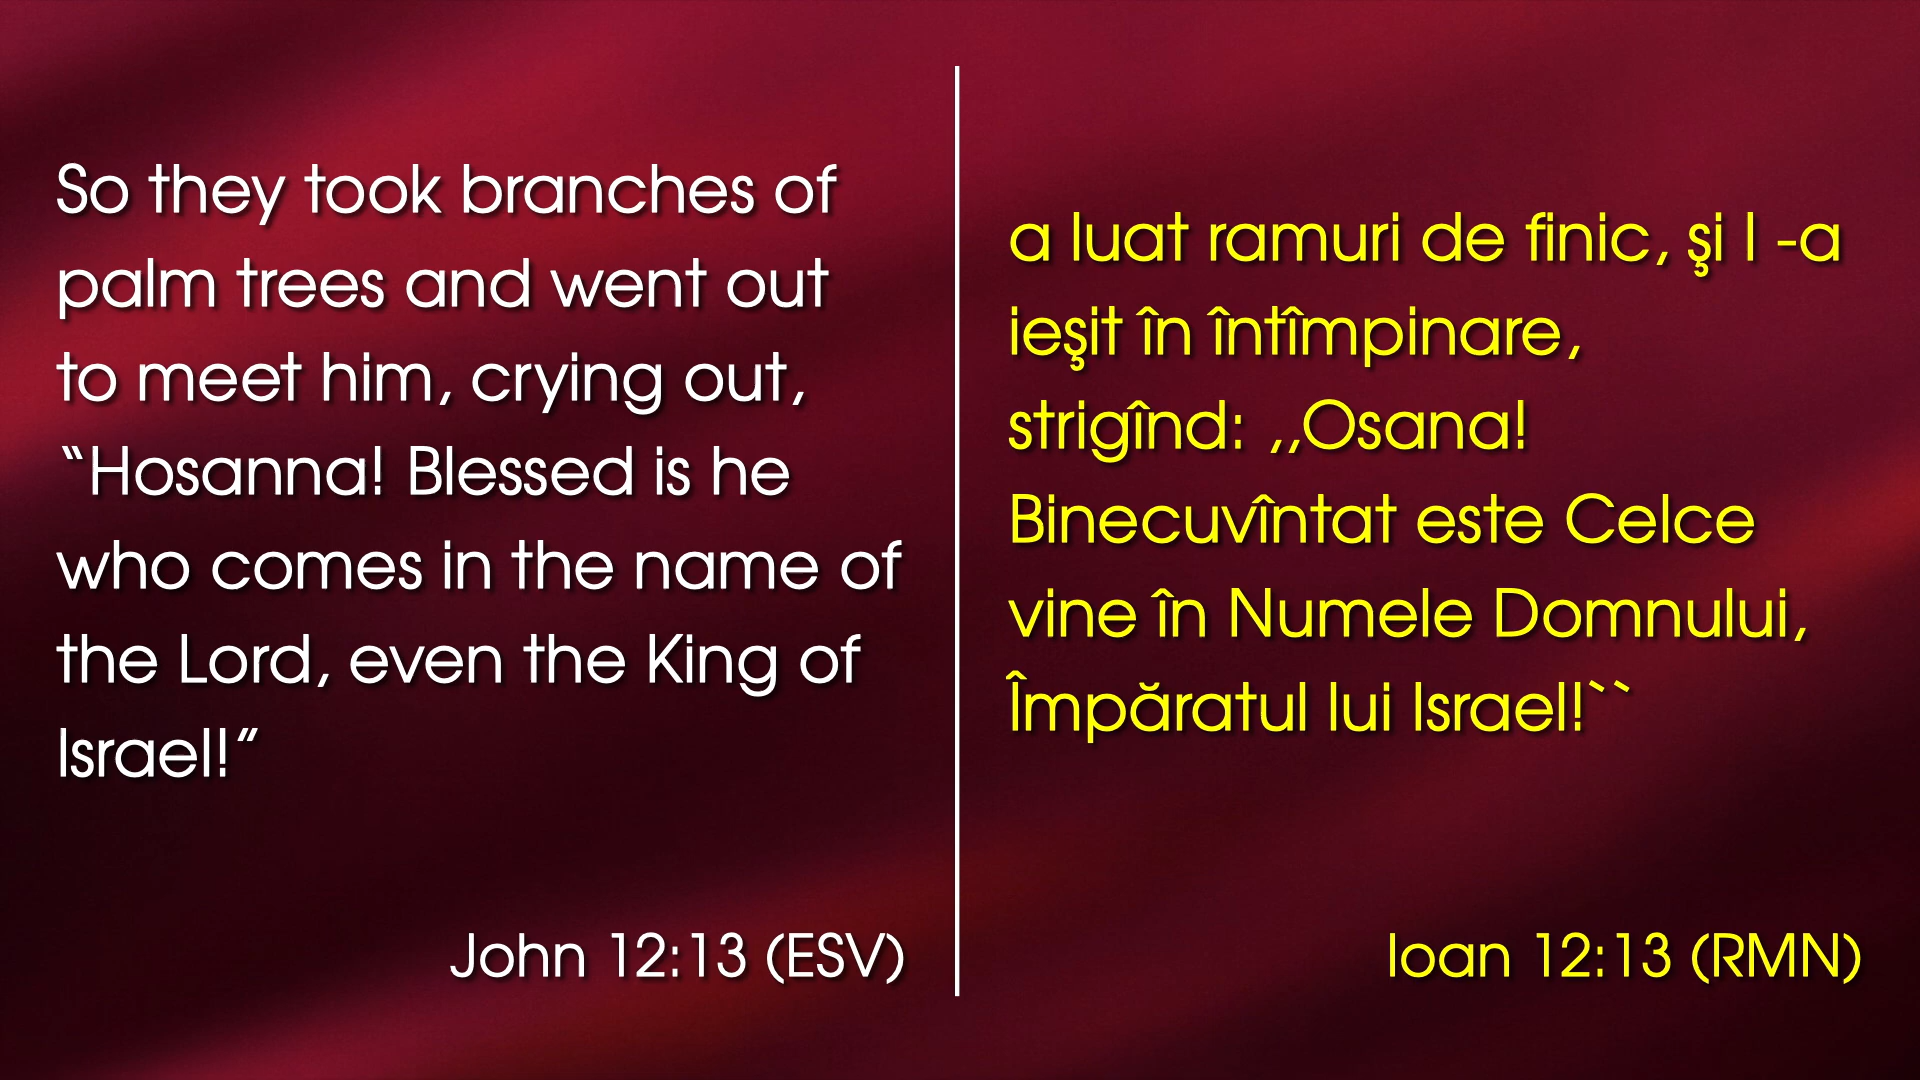 So they took branches of
palm trees and went out
to meet him, crying out,
“Hosanna! Blessed is he
who comes in the name of
the Lord, even the King of
Israel!”
John 12:13 (ESV)
a luat ramuri de finic, şi l -a
ieşit în întîmpinare,
strigînd: ,,Osana!
Binecuvîntat este Celce
vine în Numele Domnului,
Împăratul lui Israel!``
Ioan 12:13 (RMN)